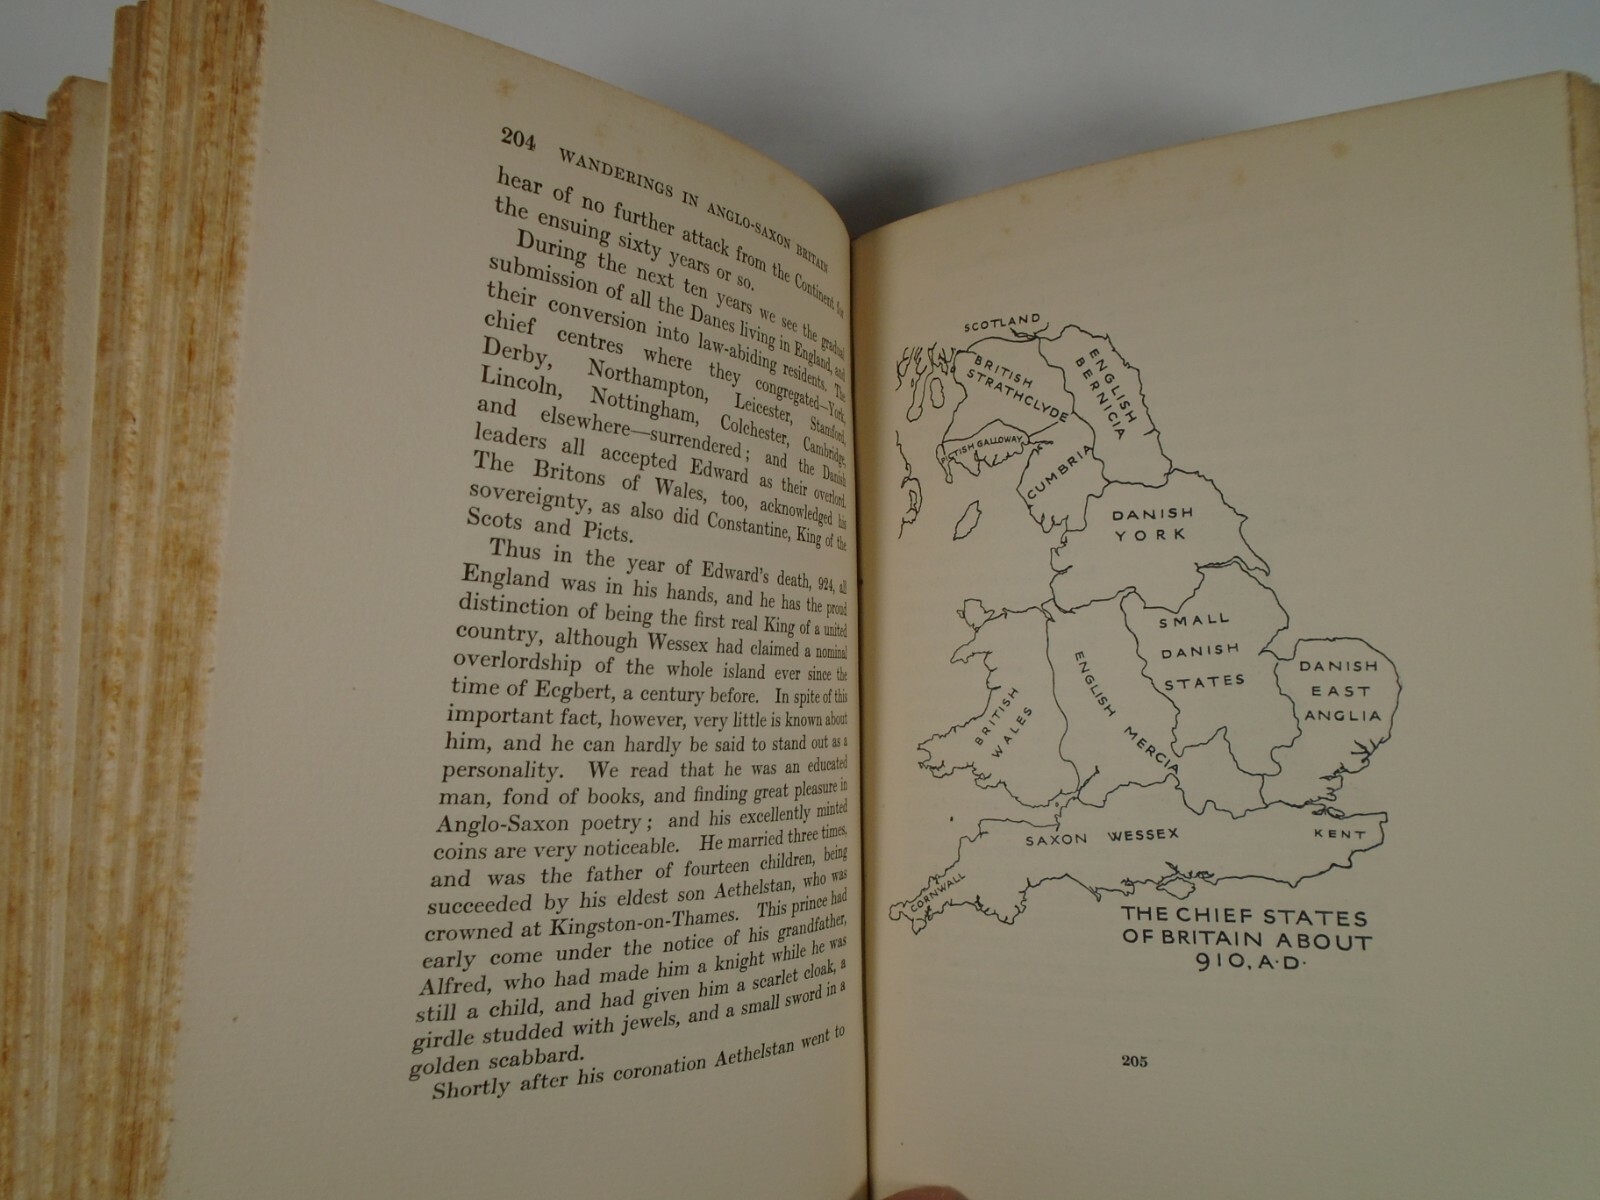 204 WANDERINGS IN ANGLO-SAXON BRITAIN
hear of no further attack from the Continent for
the ensuing sixty years or so.
During the next ten years we see the gradual
submission of all the Danes living in England, and
their conversion into law-abiding residents. The
chief centres where they congregated—York,
Derby, Northampton, Leicester, Stamford,
Lincoln, Nottingham, Colchester, Cambridge,
and elsewhere—surrendered; and the Danish
leaders all accepted Edward as their overlord.
The Britons of Wales, too, acknowledged his
sovereignty, as also did Constantine, King of the
Scots and Picts.
Thus in the year of Edward's death, 924, all
England was in his hands, and he has the proud
distinction of being the first real King of a united
country, although Wessex had claimed a nominal
overlordship of the whole island ever since the
time of Ecgbert, a century before. In spite of this
important fact, however, very little is known about
him, and he can hardly be said to stand out as a
personality. We read that he was an educated
man, fond of books, and finding great pleasure in
Anglo-Saxon poetry; and his excellently minted
coins are very noticeable. He married three times,
and was the father of fourteen children, being
succeeded by his eldest son Aethelstan, who was
crowned at Kingston-on-Thames. This prince had
early come under the notice of his grandfather,
Alfred, who had made him a knight while he was
still a child, and had given him a scarlet cloak, a
girdle studded with jewels, and a small sword in a
golden scabbard.
Shortly after his coronation Aethelstan went to
SCOTLAND
BRITISH
STRATHCLYDE
ENGLISH
BERNICIA
PICTISH GALLOWAY
CUMBRIA
DANISH
YORK
SMALL
DANISH
STATES
DANISH
EAST
ANGLIA
ENGLISH MERCIA
BRITISH
WALES
SAXON WESSEX
KENT
CORNWALL
THE CHIEF STATES
OF BRITAIN ABOUT
910, A.D.
205